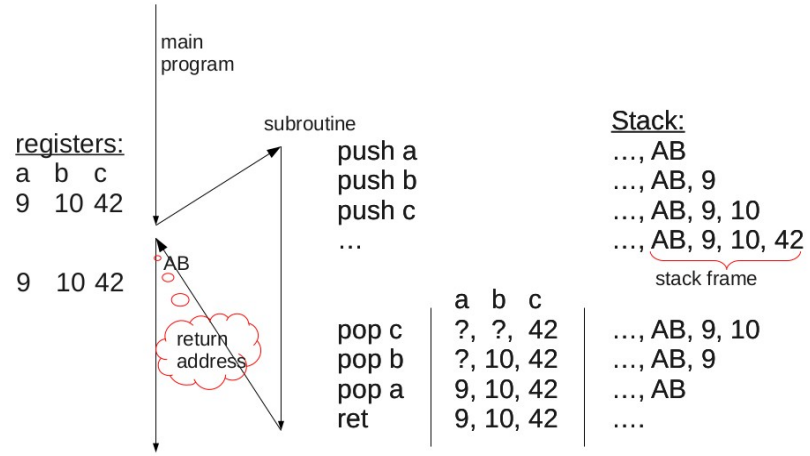 main
program
subroutine
registers:
a b c
9 10 42
AB
9 10 42
return
address
push a
push b
push c
…
Stack:
…, AB
…, AB, 9
…, AB, 9, 10
…, AB, 9, 10, 42
stack frame
a b c
pop c ?, ?, 42 …, AB, 9, 10
pop b ?, 10, 42 …, AB, 9
pop a 9, 10, 42 …, AB
ret 9, 10, 42 ….